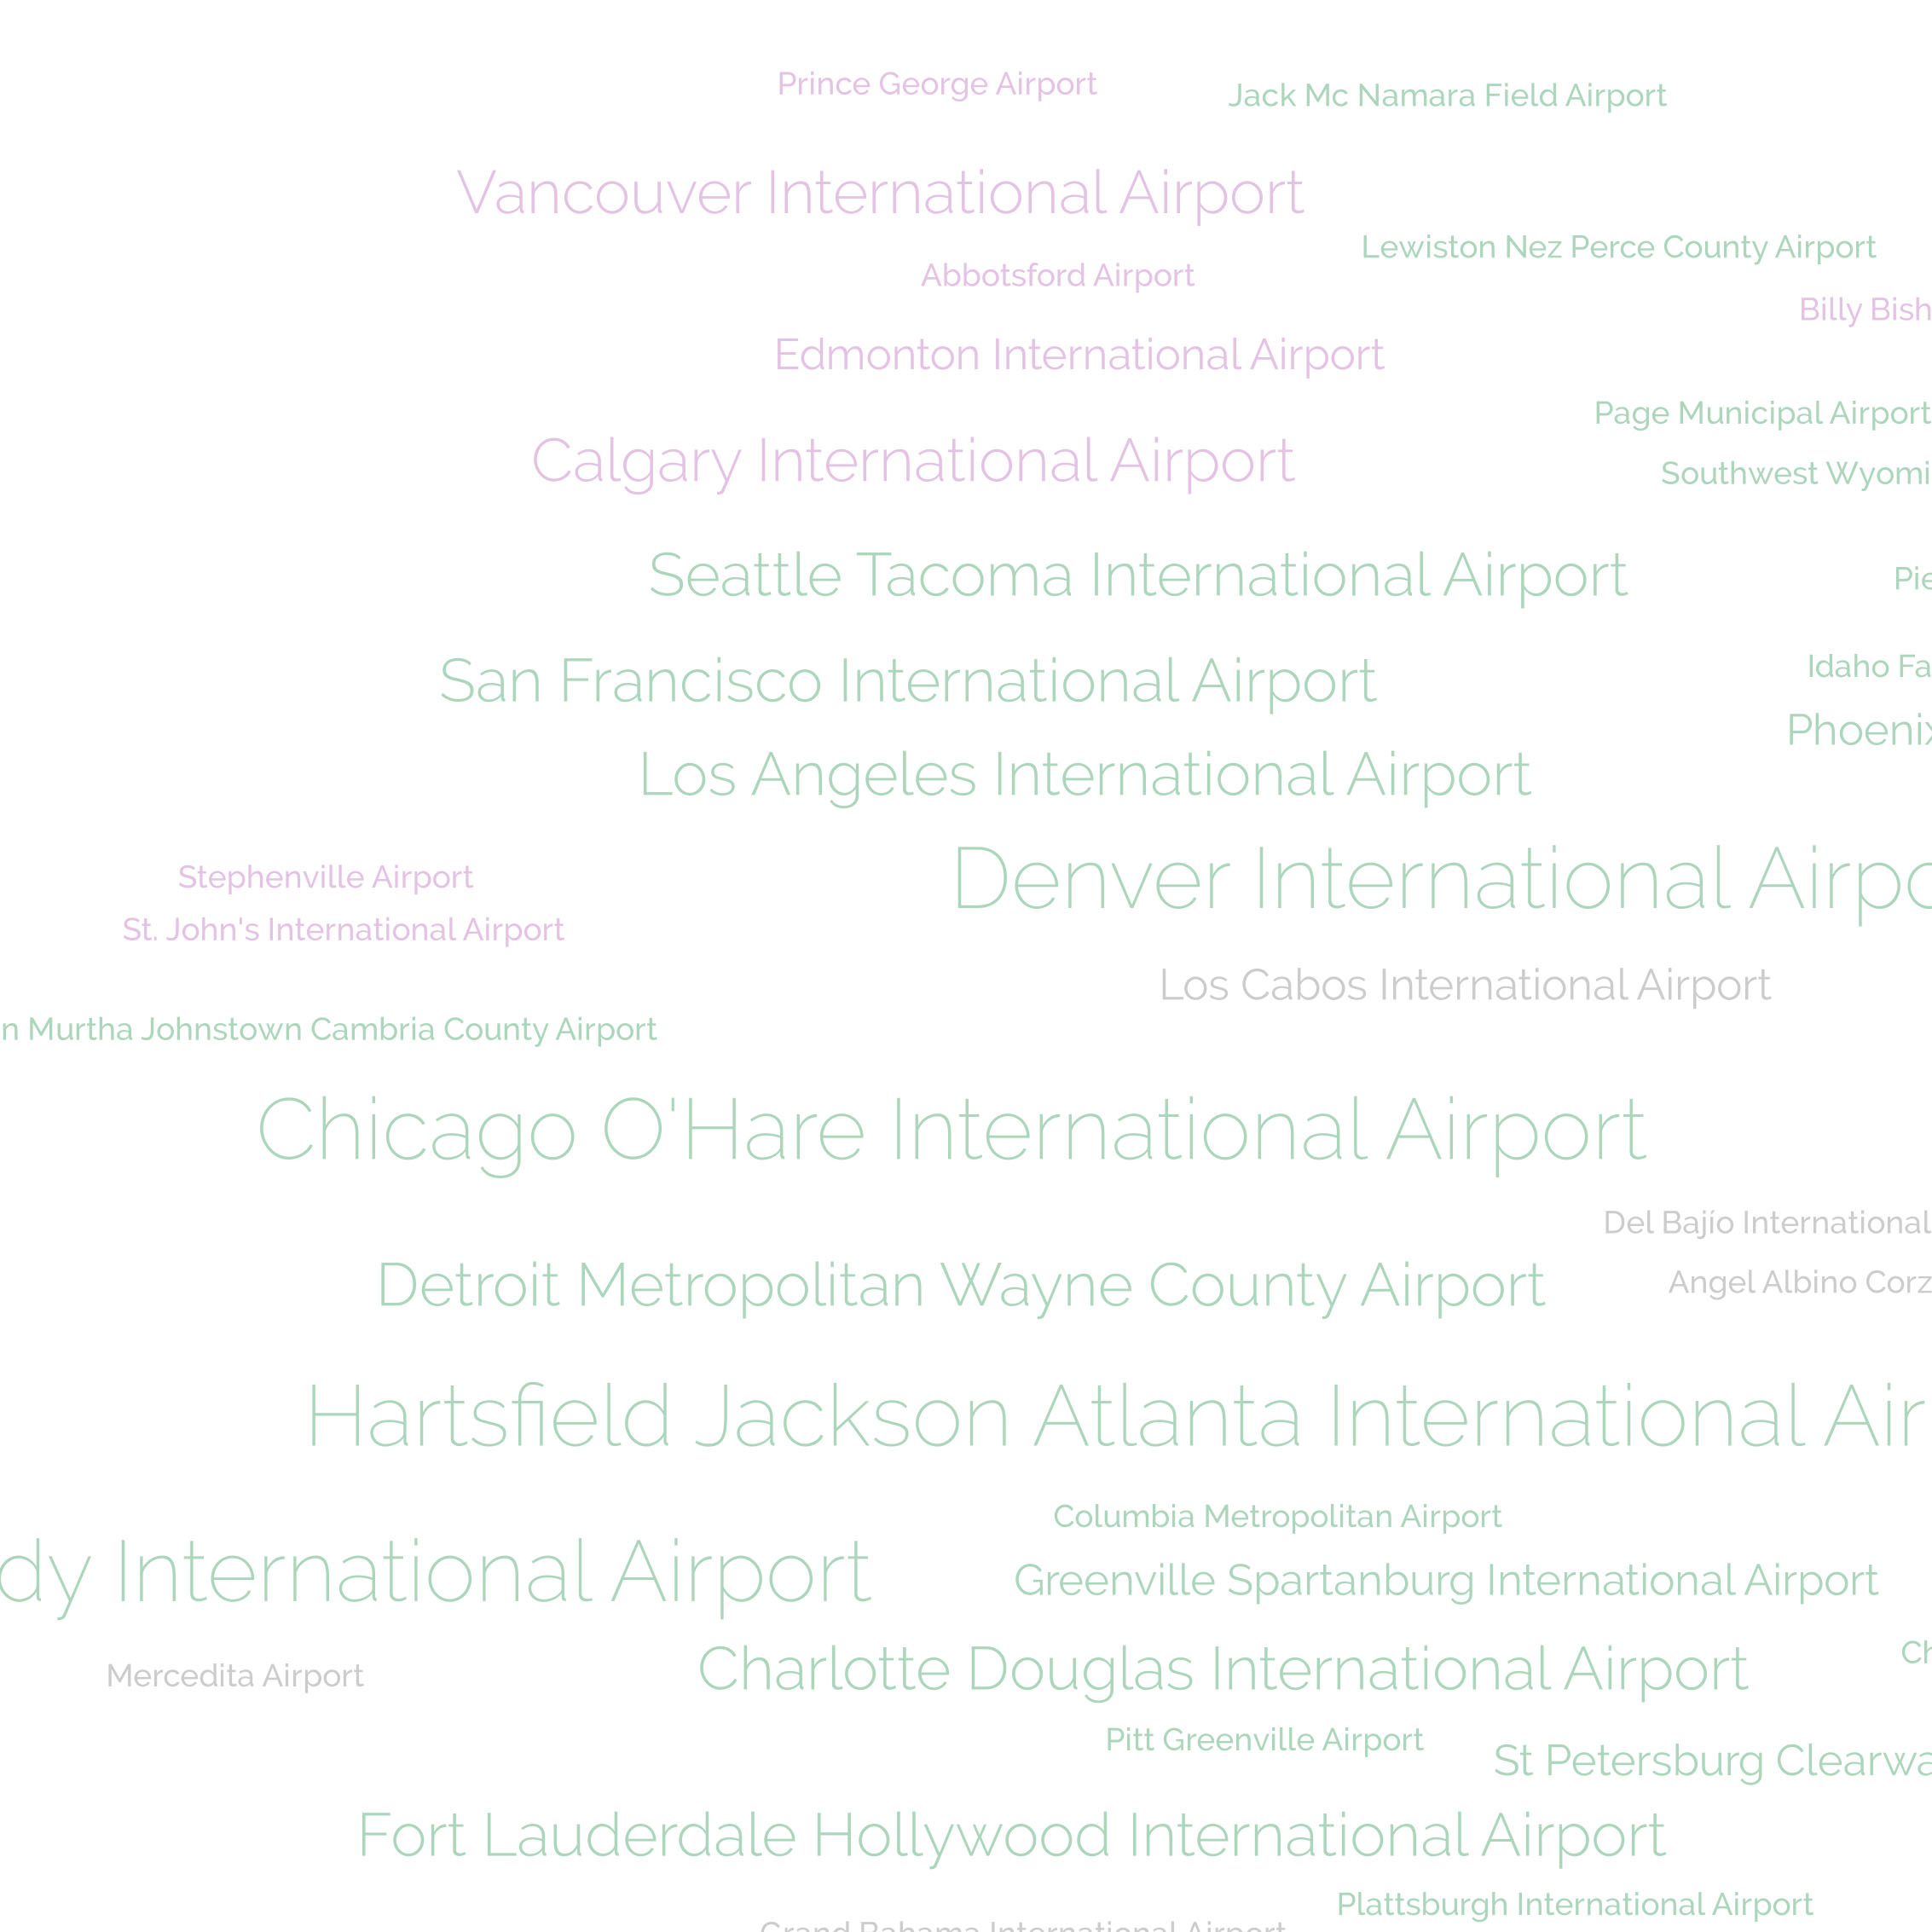 Prince George Airport
Jack Mc Namara Field Airport
Vancouver International Airport
Lewiston Nez Perce County Airport
Abbotsford Airport
Billy Bish
Edmonton International Airport
Page Municipal Airport
Calgary International Airport
Southwest Wyomi
Seattle Tacoma International Airport
Pie
San Francisco International Airport
Idaho Fa
Phoenix
Los Angeles International Airport
Stephenville Airport
Denver International Airpo
St. John's International Airport
Los Cabos International Airport
n Murtha Johnstown Cambria County Airport
Chicago O'Hare International Airport
Del Bajío International
Detroit Metropolitan Wayne County Airport
Angel Albino Corz
Hartsfield Jackson Atlanta International Air
Columbia Metropolitan Airport
dy International Airport
Greenville Spartanburg International Airport
Charlotte Douglas International Airport
Ch
Mercedita Airport
Pitt Greenville Airport
St Petersburg Clearwa
Fort Lauderdale Hollywood International Airport
Plattsburgh International Airport
Grand Bahama International Airport